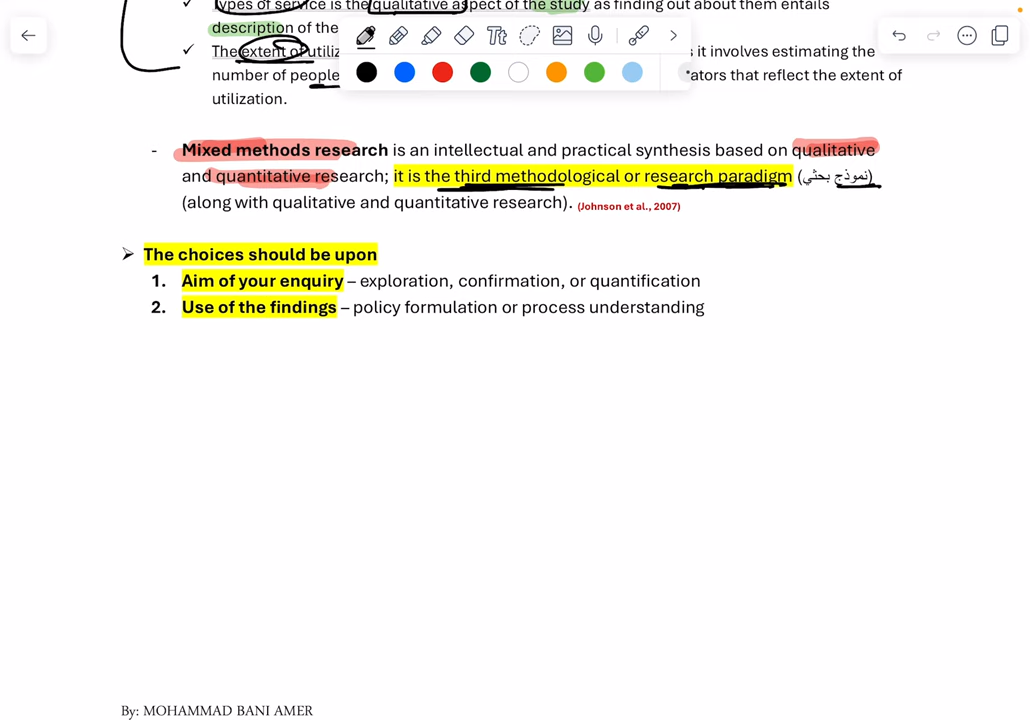 ✓ Types of service is the qualitative aspect of the study as finding out about them entails
description of the
✓ The extent of utiliz s it involves estimating the
number of people ators that reflect the extent of
utilization.
- Mixed methods research is an intellectual and practical synthesis based on qualitative
and quantitative research; it is the third methodological or research paradigm (نموذج بحثي)
(along with qualitative and quantitative research). (Johnson et al., 2007)
➢ The choices should be upon
1. Aim of your enquiry – exploration, confirmation, or quantification
2. Use of the findings – policy formulation or process understanding
By: MOHAMMAD BANI AMER